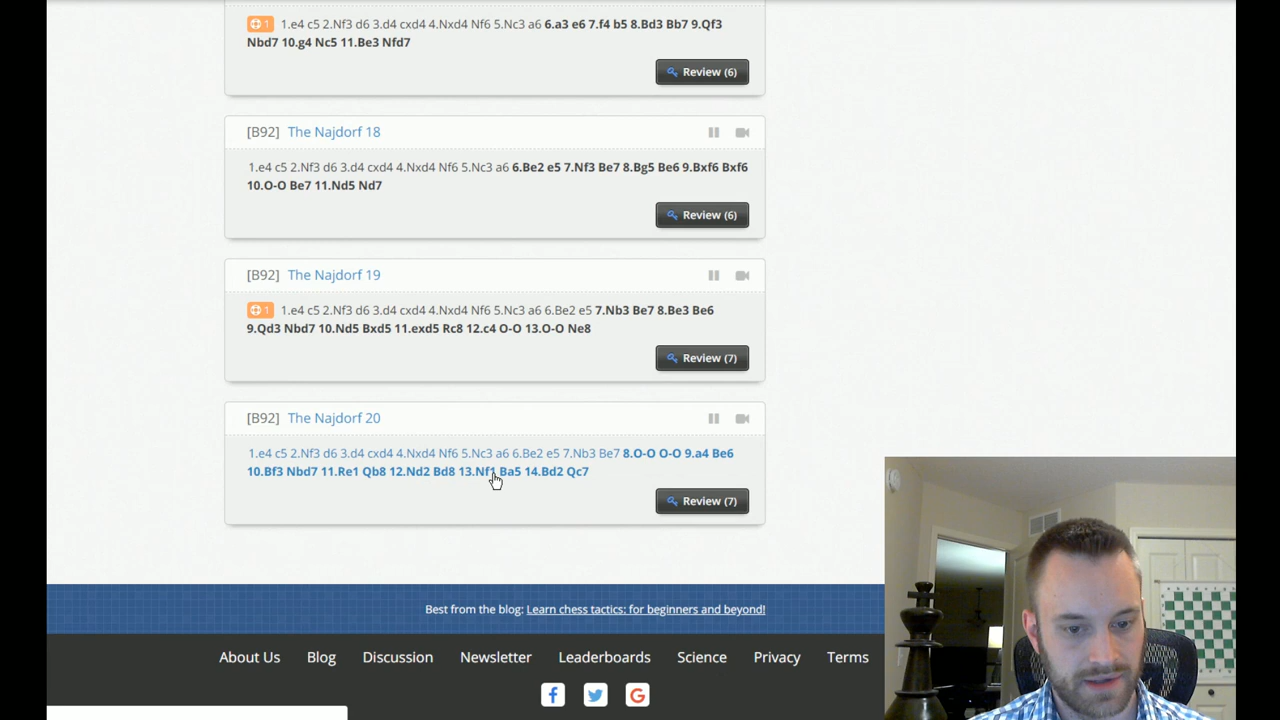 1 1.e4 c5 2.Nf3 d6 3.d4 cxd4 4.Nxd4 Nf6 5.Nc3 a6 6.a3 e6 7.f4 b5 8.Bd3 Bb7 9.Qf3
Nbd7 10.g4 Nc5 11.Be3 Nfd7
Review (6)
[B92] The Najdorf 18
1.e4 c5 2.Nf3 d6 3.d4 cxd4 4.Nxd4 Nf6 5.Nc3 a6 6.Be2 e5 7.Nf3 Be7 8.Bg5 Be6 9.Bxf6 Bxf6
10.O-O Be7 11.Nd5 Nd7
Review (6)
[B92] The Najdorf 19
1 1.e4 c5 2.Nf3 d6 3.d4 cxd4 4.Nxd4 Nf6 5.Nc3 a6 6.Be2 e5 7.Nb3 Be7 8.Be3 Be6
9.Qd3 Nbd7 10.Nd5 Bxd5 11.exd5 Rc8 12.c4 O-O 13.O-O Ne8
Review (7)
[B92] The Najdorf 20
1.e4 c5 2.Nf3 d6 3.d4 cxd4 4.Nxd4 Nf6 5.Nc3 a6 6.Be2 e5 7.Nb3 Be7 8.O-O O-O 9.a4 Be6
10.Bf3 Nbd7 11.Re1 Qb8 12.Nd2 Bd8 13.Nf1 Ba5 14.Bd2 Qc7
Review (7)
Best from the blog: Learn chess tactics: for beginners and beyond!
About Us Blog Discussion Newsletter Leaderboards Science Privacy Terms